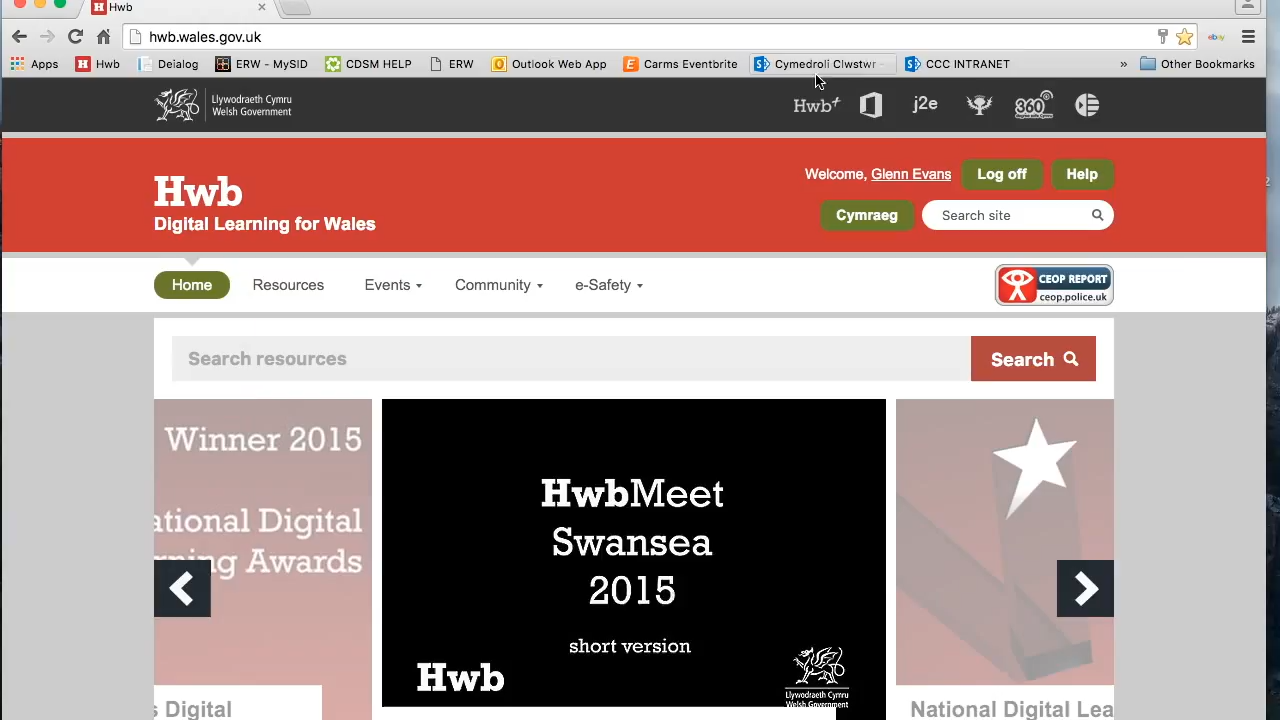 Hwb
hwb.wales.gov.uk
ebay
Apps
Hwb
Deialog
ERW - MySID
CDSM HELP
ERW
Outlook Web App
Carms Eventbrite
Cymedroli Clwstwr
CCC INTRANET
»
Other Bookmarks
Llywodraeth Cymru
Welsh Government
Hwb+
j2e
360°
Hwb
Digital Learning for Wales
Welcome, Glenn Evans
Log off
Help
Cymraeg
Search site
Home
Resources
Events
Community
e-Safety
CEOP REPORT
ceop.police.uk
Search resources
Search
Winner 2015
ational Digital
rning Awards
HwbMeet
Swansea
2015
short version
Hwb
Llywodraeth Cymru
Welsh Government
s Digital
National Digital Lea